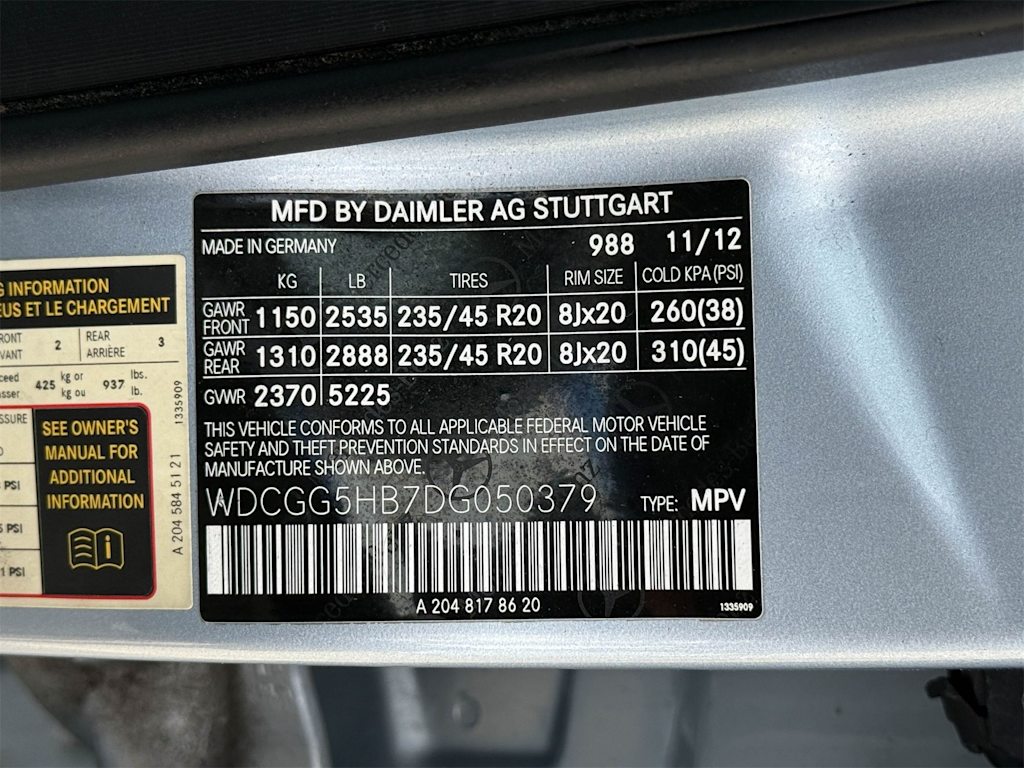 G INFORMATION
EUS ET LE CHARGEMENT
RONT
VANT
2
REAR
ARRIÈRE
3
425
kg or
kg ou
937
lbs.
lb.
SEE OWNER'S
MANUAL FOR
ADDITIONAL
INFORMATION
PSI
PSI
1 PSI
A 204 584 51 21
1335909
MFD BY DAIMLER AG STUTTGART
MADE IN GERMANY 988 11/12
KG LB TIRES RIM SIZE COLD KPA (PSI)
GAWR FRONT 1150 2535 235/45 R20 8Jx20 260(38)
GAWR REAR 1310 2888 235/45 R20 8Jx20 310(45)
GVWR 2370 5225
THIS VEHICLE CONFORMS TO ALL APPLICABLE FEDERAL MOTOR VEHICLE
SAFETY AND THEFT PREVENTION STANDARDS IN EFFECT ON THE DATE OF
MANUFACTURE SHOWN ABOVE.
WDCGG5HB7DG050379 TYPE: MPV
A 204 817 86 20
1335909